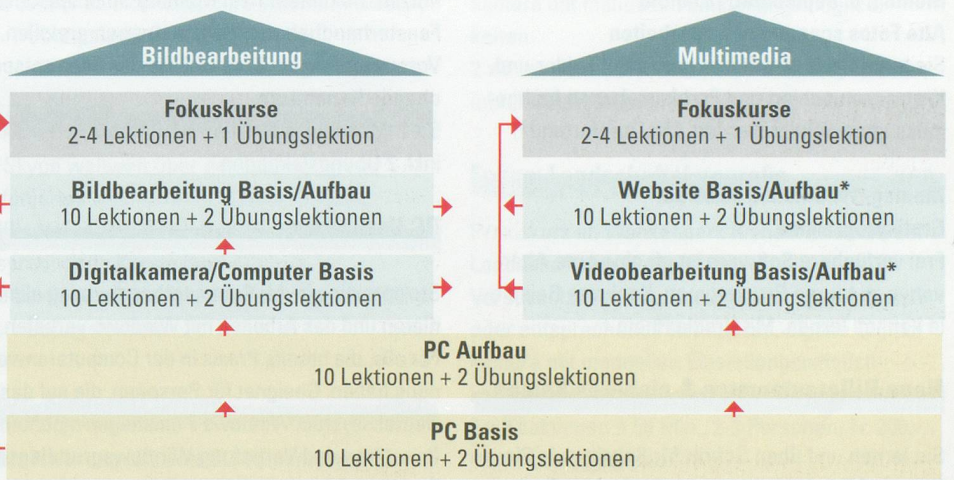 Bildbearbeitung
Fokuskurse
2-4 Lektionen + 1 Übungslektion
Bildbearbeitung Basis/Aufbau
10 Lektionen + 2 Übungslektionen
Digitalkamera/Computer Basis
10 Lektionen + 2 Übungslektionen
Multimedia
Fokuskurse
2-4 Lektionen + 1 Übungslektion
Website Basis/Aufbau*
10 Lektionen + 2 Übungslektionen
Videobearbeitung Basis/Aufbau*
10 Lektionen + 2 Übungslektionen
PC Aufbau
10 Lektionen + 2 Übungslektionen
PC Basis
10 Lektionen + 2 Übungslektionen